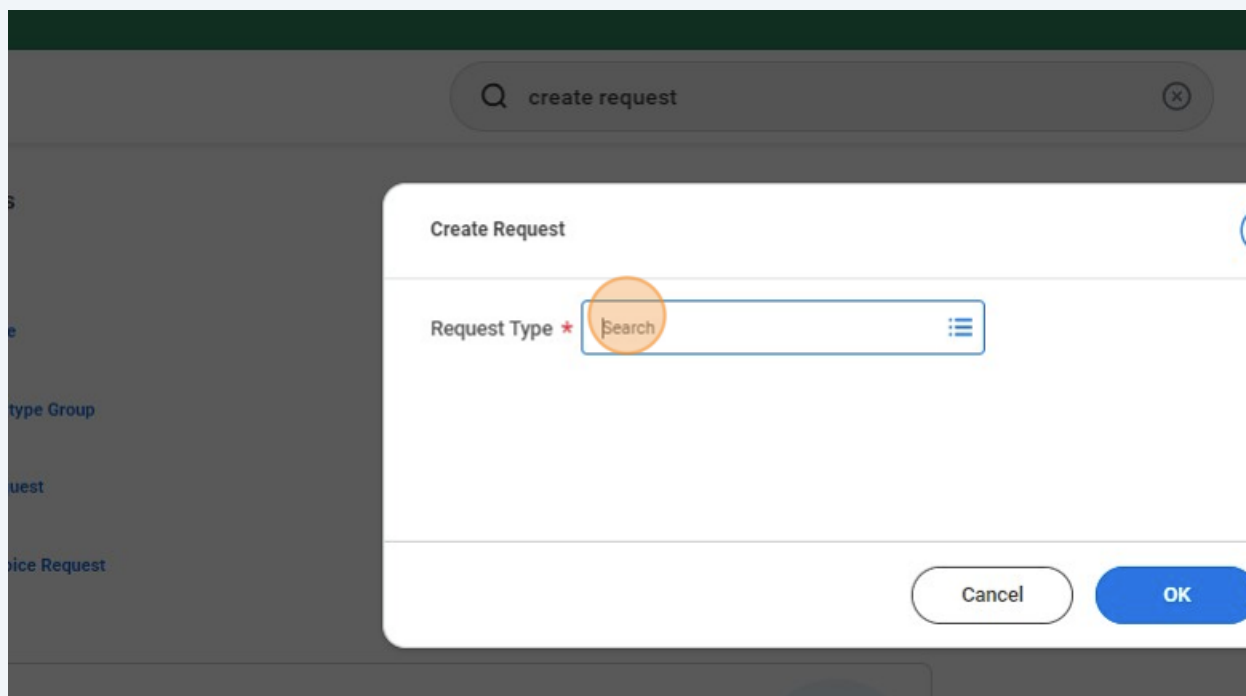 create request
s
Create Request
e
Request Type * Search
type Group
uest
oice Request
Cancel OK